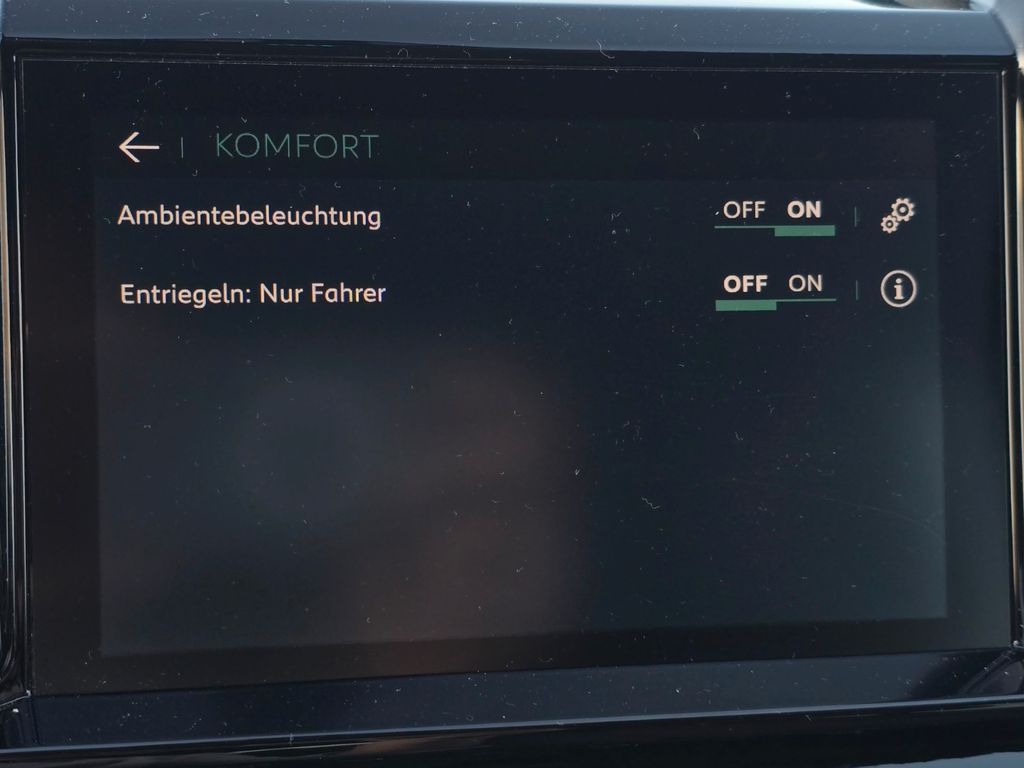 KOMFORT
Ambientebeleuchtung OFF ON
Entriegeln: Nur Fahrer OFF ON i